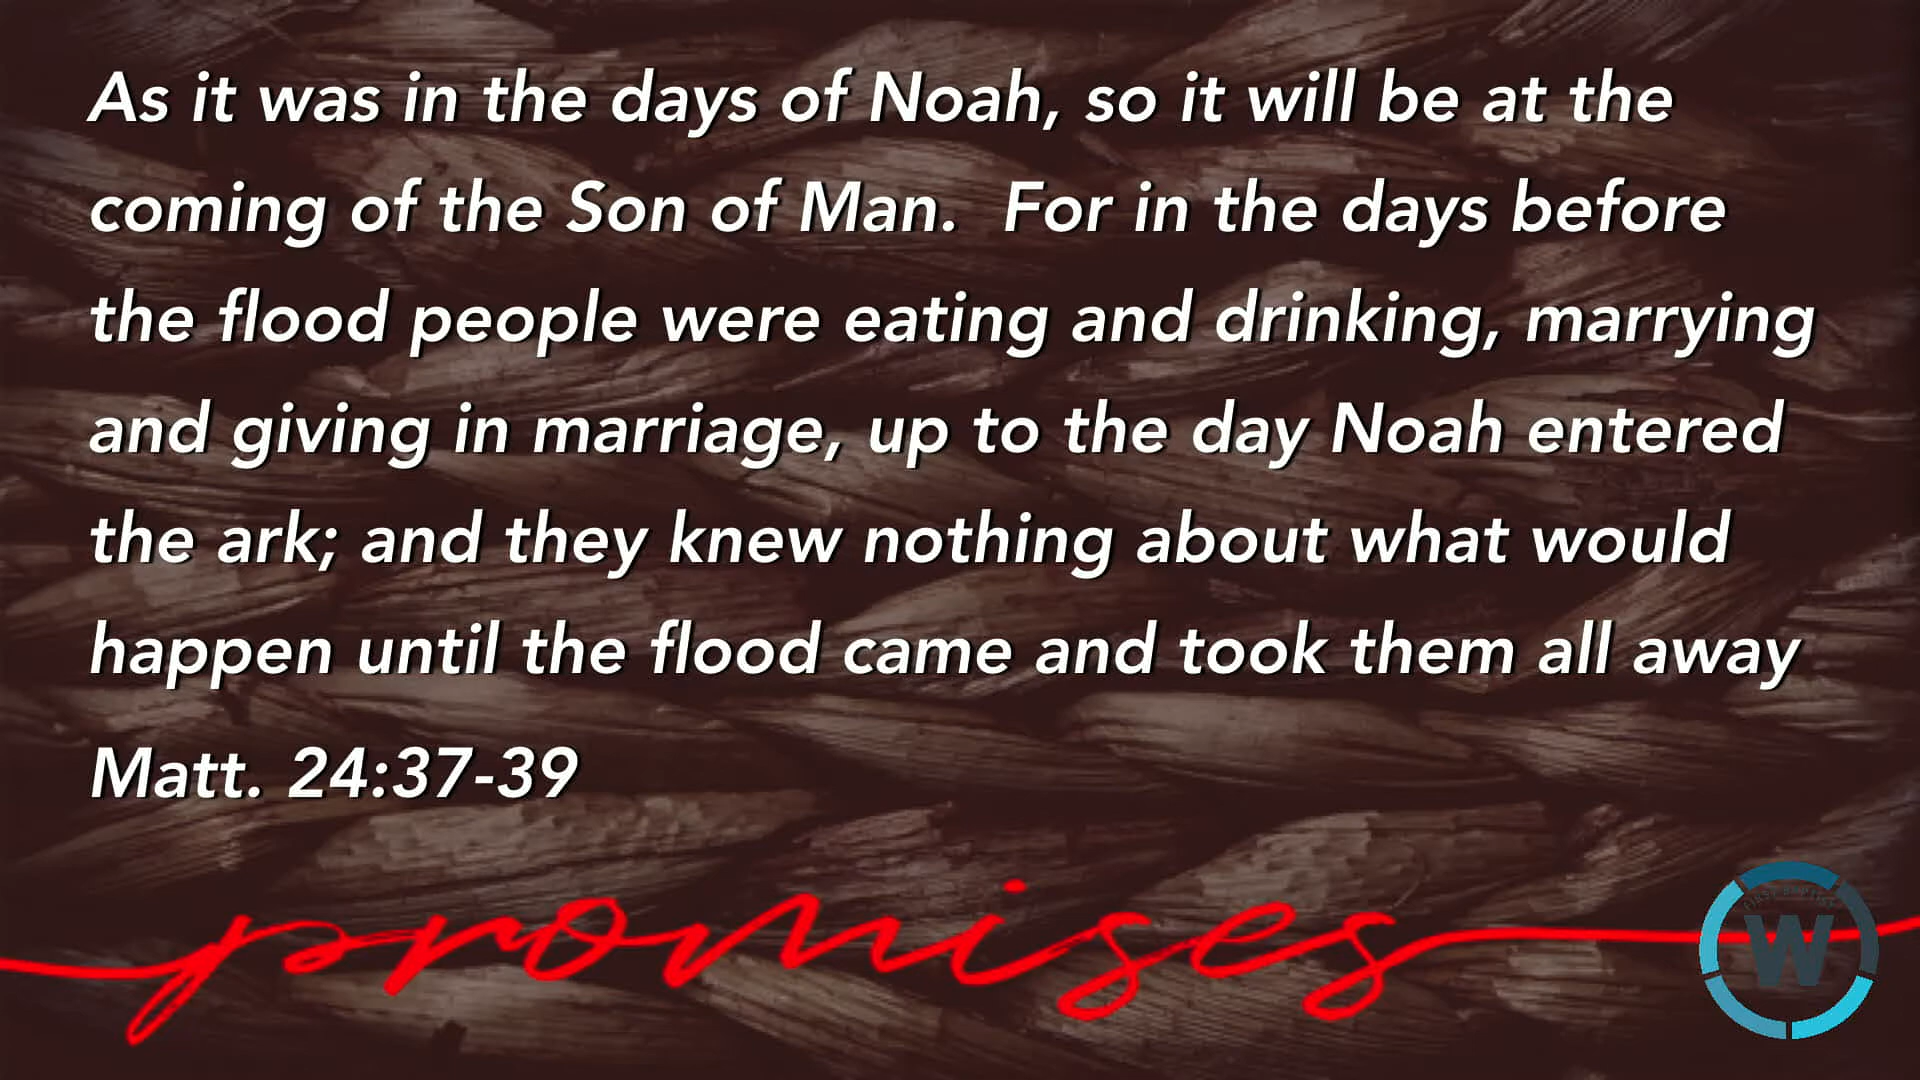 As it was in the days of Noah, so it will be at the
coming of the Son of Man.  For in the days before
the flood people were eating and drinking, marrying
and giving in marriage, up to the day Noah entered
the ark; and they knew nothing about what would
happen until the flood came and took them all away
Matt. 24:37-39
promises
FIRST BAPTIST
W